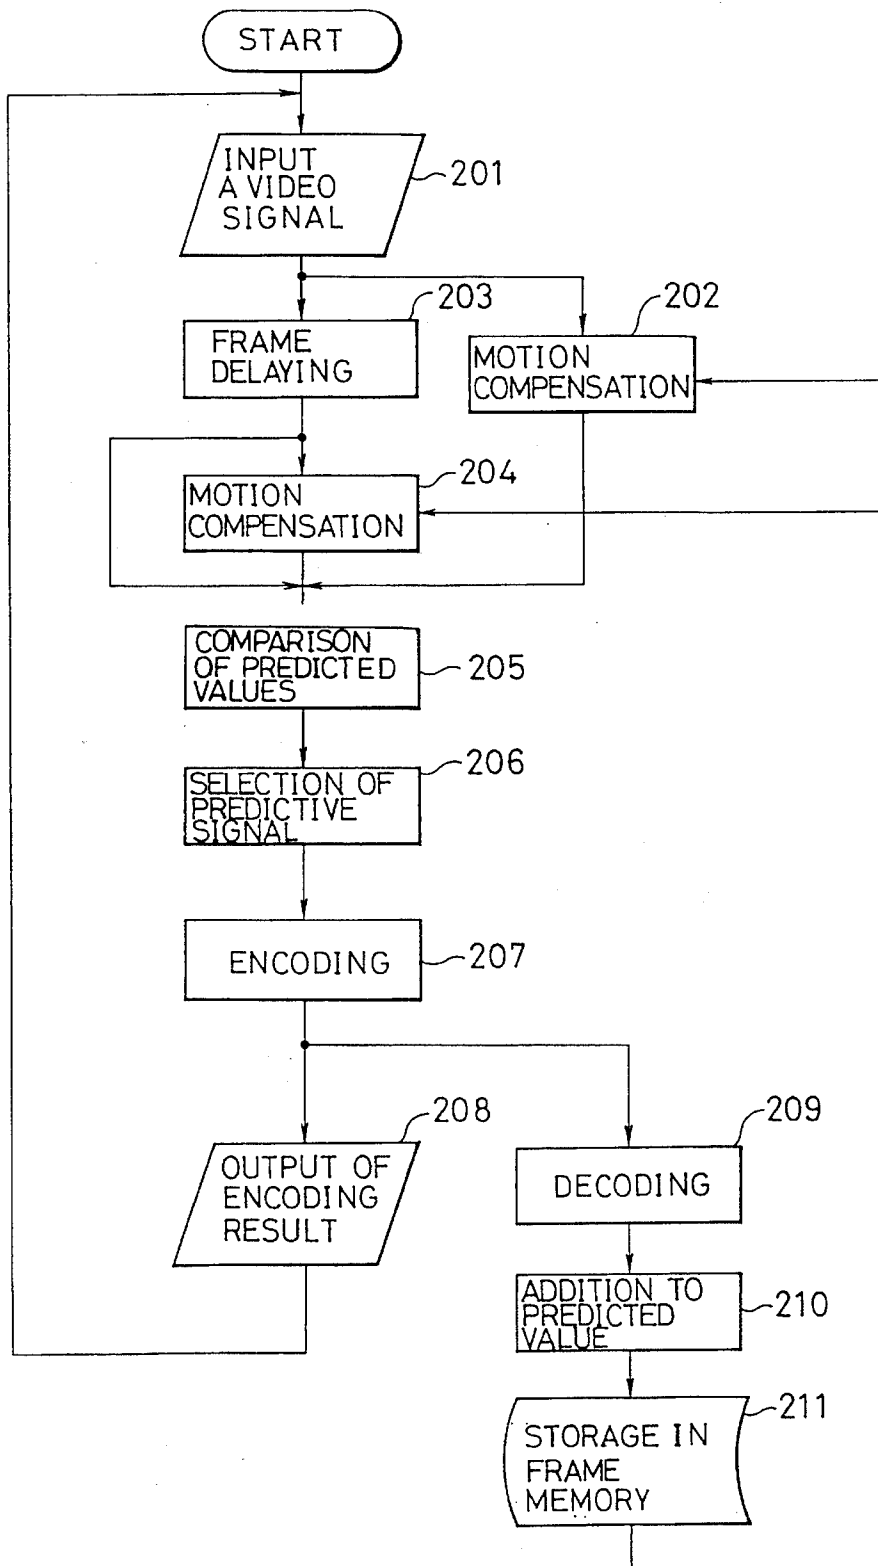 START
INPUT
A VIDEO
SIGNAL
201
203
FRAME
DELAYING
202
MOTION
COMPENSATION
204
MOTION
COMPENSATION
COMPARISON
OF PREDICTED
VALUES
205
206
SELECTION OF
PREDICTIVE
SIGNAL
ENCODING
207
208
OUTPUT OF
ENCODING
RESULT
209
DECODING
ADDITION TO
PREDICTED
VALUE
210
211
STORAGE IN
FRAME
MEMORY